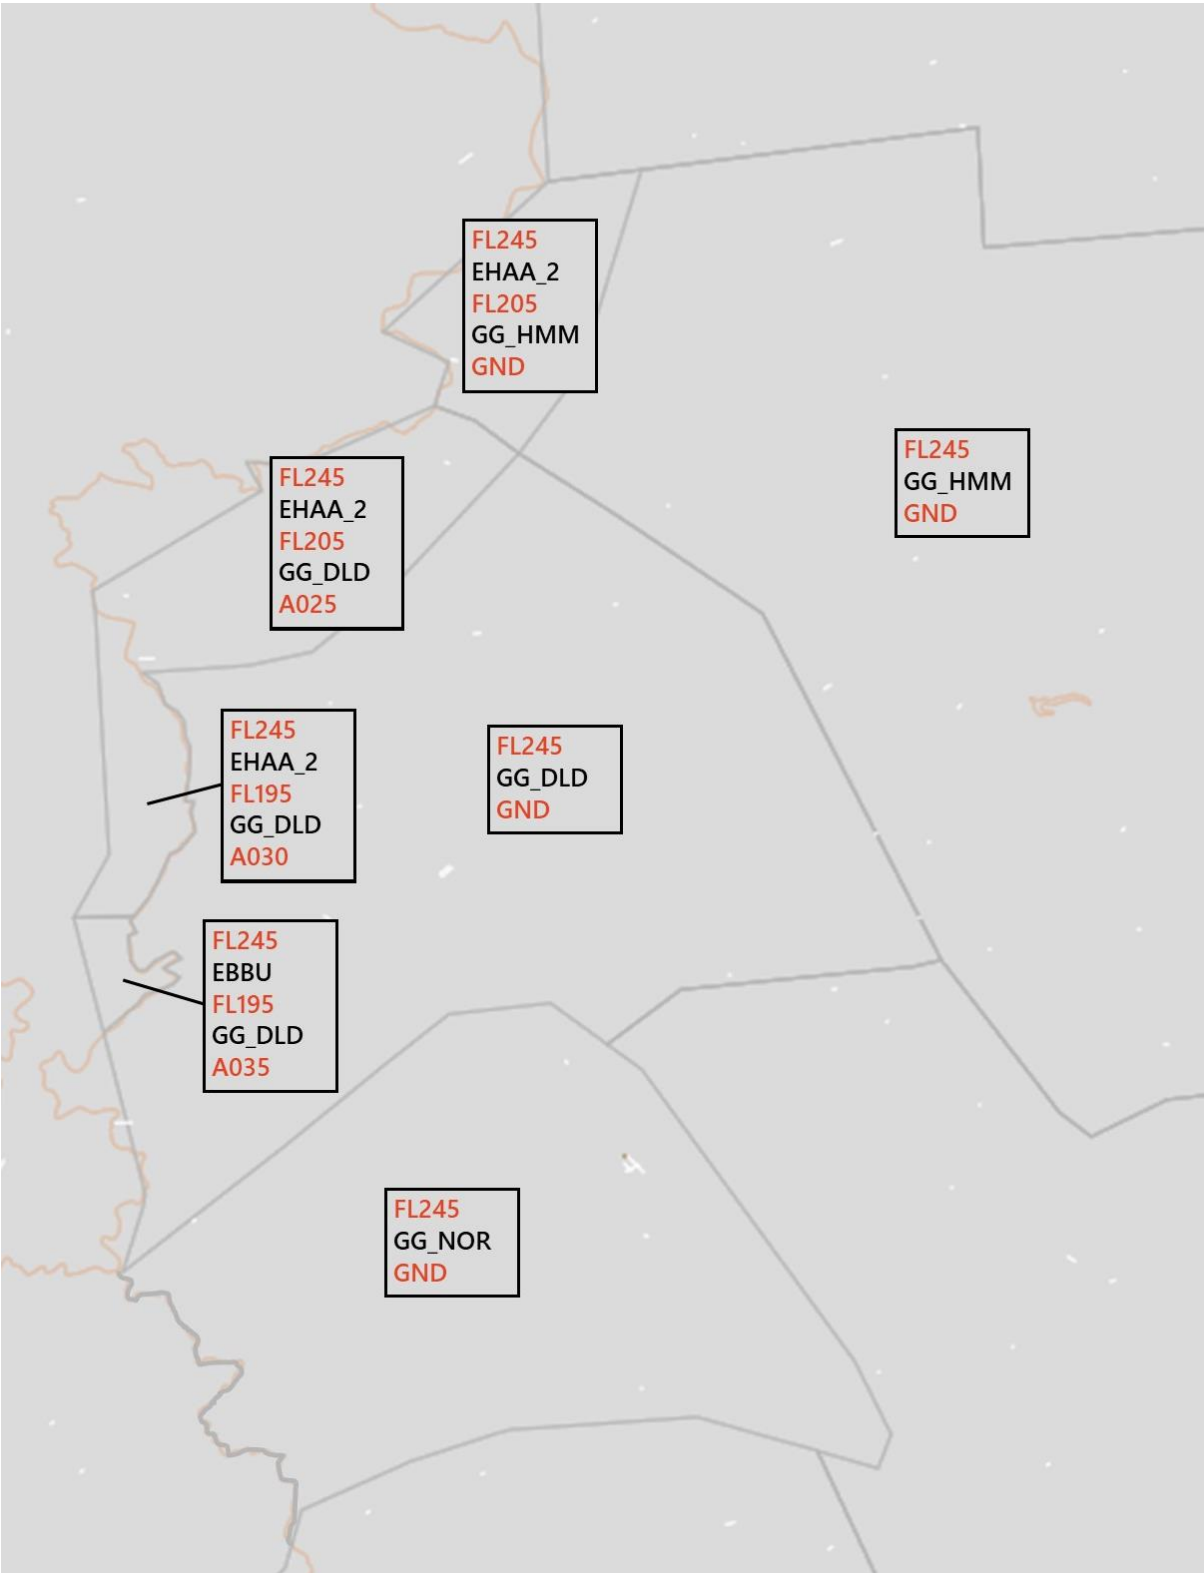 FL245
EHAA_2
FL205
GG_HMM
GND
FL245
GG_HMM
GND
FL245
EHAA_2
FL205
GG_DLD
A025
FL245
EHAA_2
FL195
GG_DLD
A030
FL245
GG_DLD
GND
FL245
EBBU
FL195
GG_DLD
A035
FL245
GG_NOR
GND